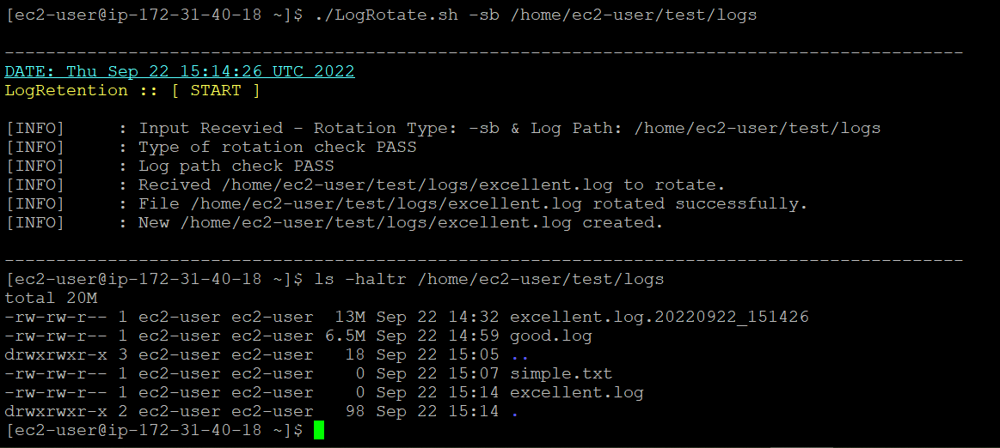 [ec2-user@ip-172-31-40-18 ~]$ ./LogRotate.sh -sb /home/ec2-user/test/logs
---------------------------------------------------------------------------------------------
DATE: Thu Sep 22 15:14:26 UTC 2022
LogRetention :: [ START ]
[INFO]     : Input Recevied - Rotation Type: -sb & Log Path: /home/ec2-user/test/logs
[INFO]     : Type of rotation check PASS
[INFO]     : Log path check PASS
[INFO]     : Recived /home/ec2-user/test/logs/excellent.log to rotate.
[INFO]     : File /home/ec2-user/test/logs/excellent.log rotated successfully.
[INFO]     : New /home/ec2-user/test/logs/excellent.log created.
---------------------------------------------------------------------------------------------
[ec2-user@ip-172-31-40-18 ~]$ ls -haltr /home/ec2-user/test/logs
total 20M
-rw-rw-r-- 1 ec2-user ec2-user  13M Sep 22 14:32 excellent.log.20220922_151426
-rw-rw-r-- 1 ec2-user ec2-user 6.5M Sep 22 14:59 good.log
drwxrwxr-x 3 ec2-user ec2-user   18 Sep 22 15:05 ..
-rw-rw-r-- 1 ec2-user ec2-user    0 Sep 22 15:07 simple.txt
-rw-rw-r-- 1 ec2-user ec2-user    0 Sep 22 15:14 excellent.log
drwxrwxr-x 2 ec2-user ec2-user   98 Sep 22 15:14 .
[ec2-user@ip-172-31-40-18 ~]$